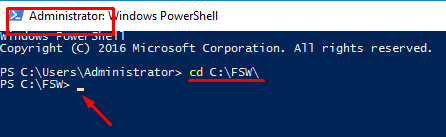 Administrator: Windows PowerShell
Windows PowerShell
Copyright (C) 2016 Microsoft Corporation. All rights reserved.
PS C:\Users\Administrator> cd C:\FSW\
PS C:\FSW>